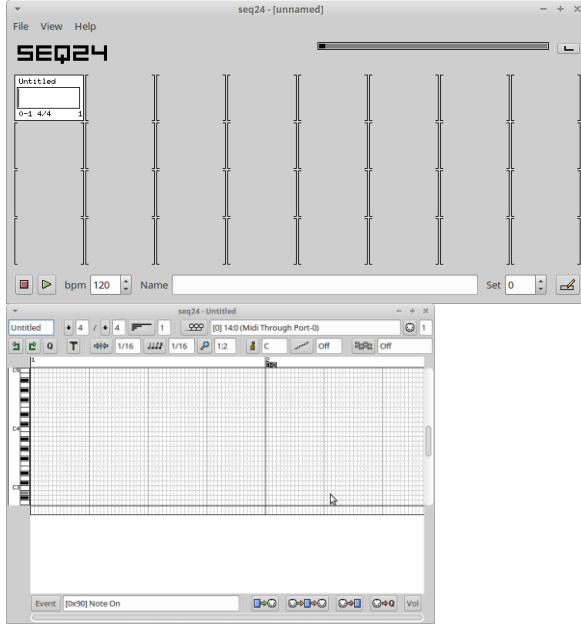 seq24 - [unnamed]
File View Help
SEQ24
Untitled
0-1 4/4 1
bpm 120 Name Set 0
seq24 - Untitled
Untitled 4 / 4 1 [0] 14:0 (Midi Through Port-0) 1
Q T 1/16 1/16 1:2 C Off Off
1
C5
C4
C3
Event [0x90] Note On Q Vol